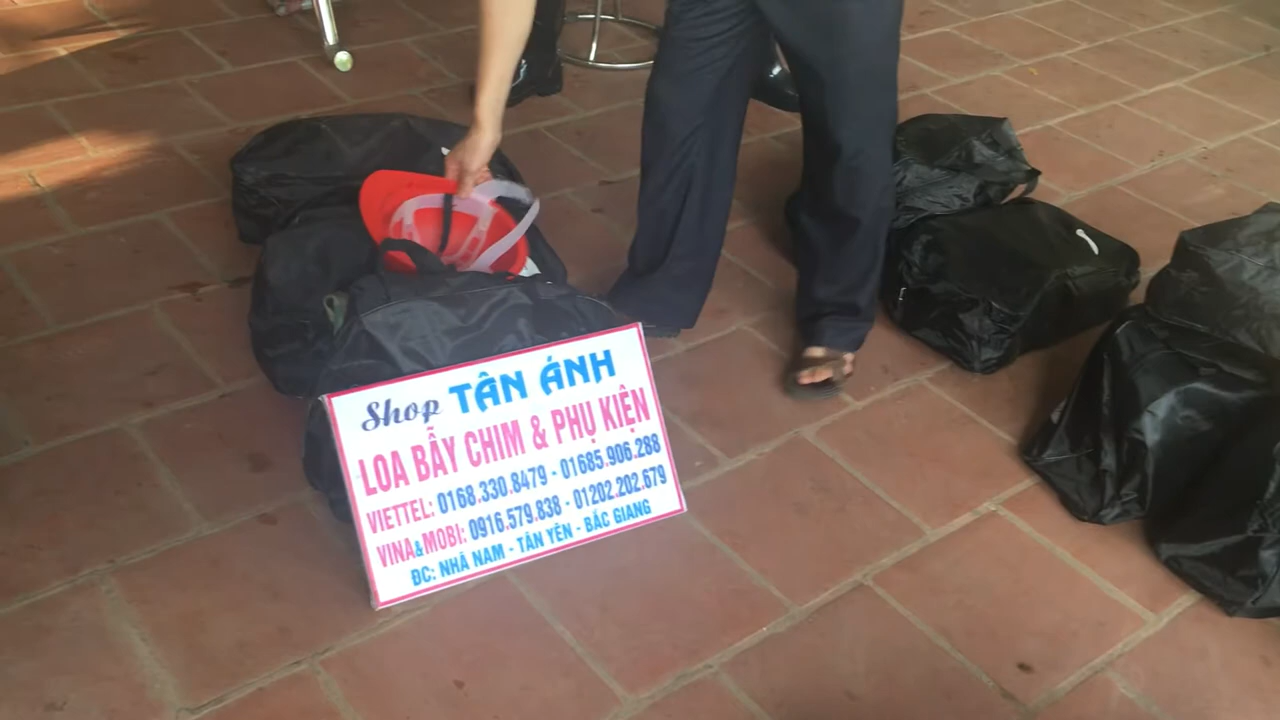 Shop TÂN ÁNH
LOA BẪY CHIM & PHỤ KIỆN
VIETTEL: 0168.330.8479 - 01685.906.288
VINA&MOBI: 0916.579.838 - 01202.202.679
ĐC: NHÃ NAM - TÂN YÊN - BẮC GIANG